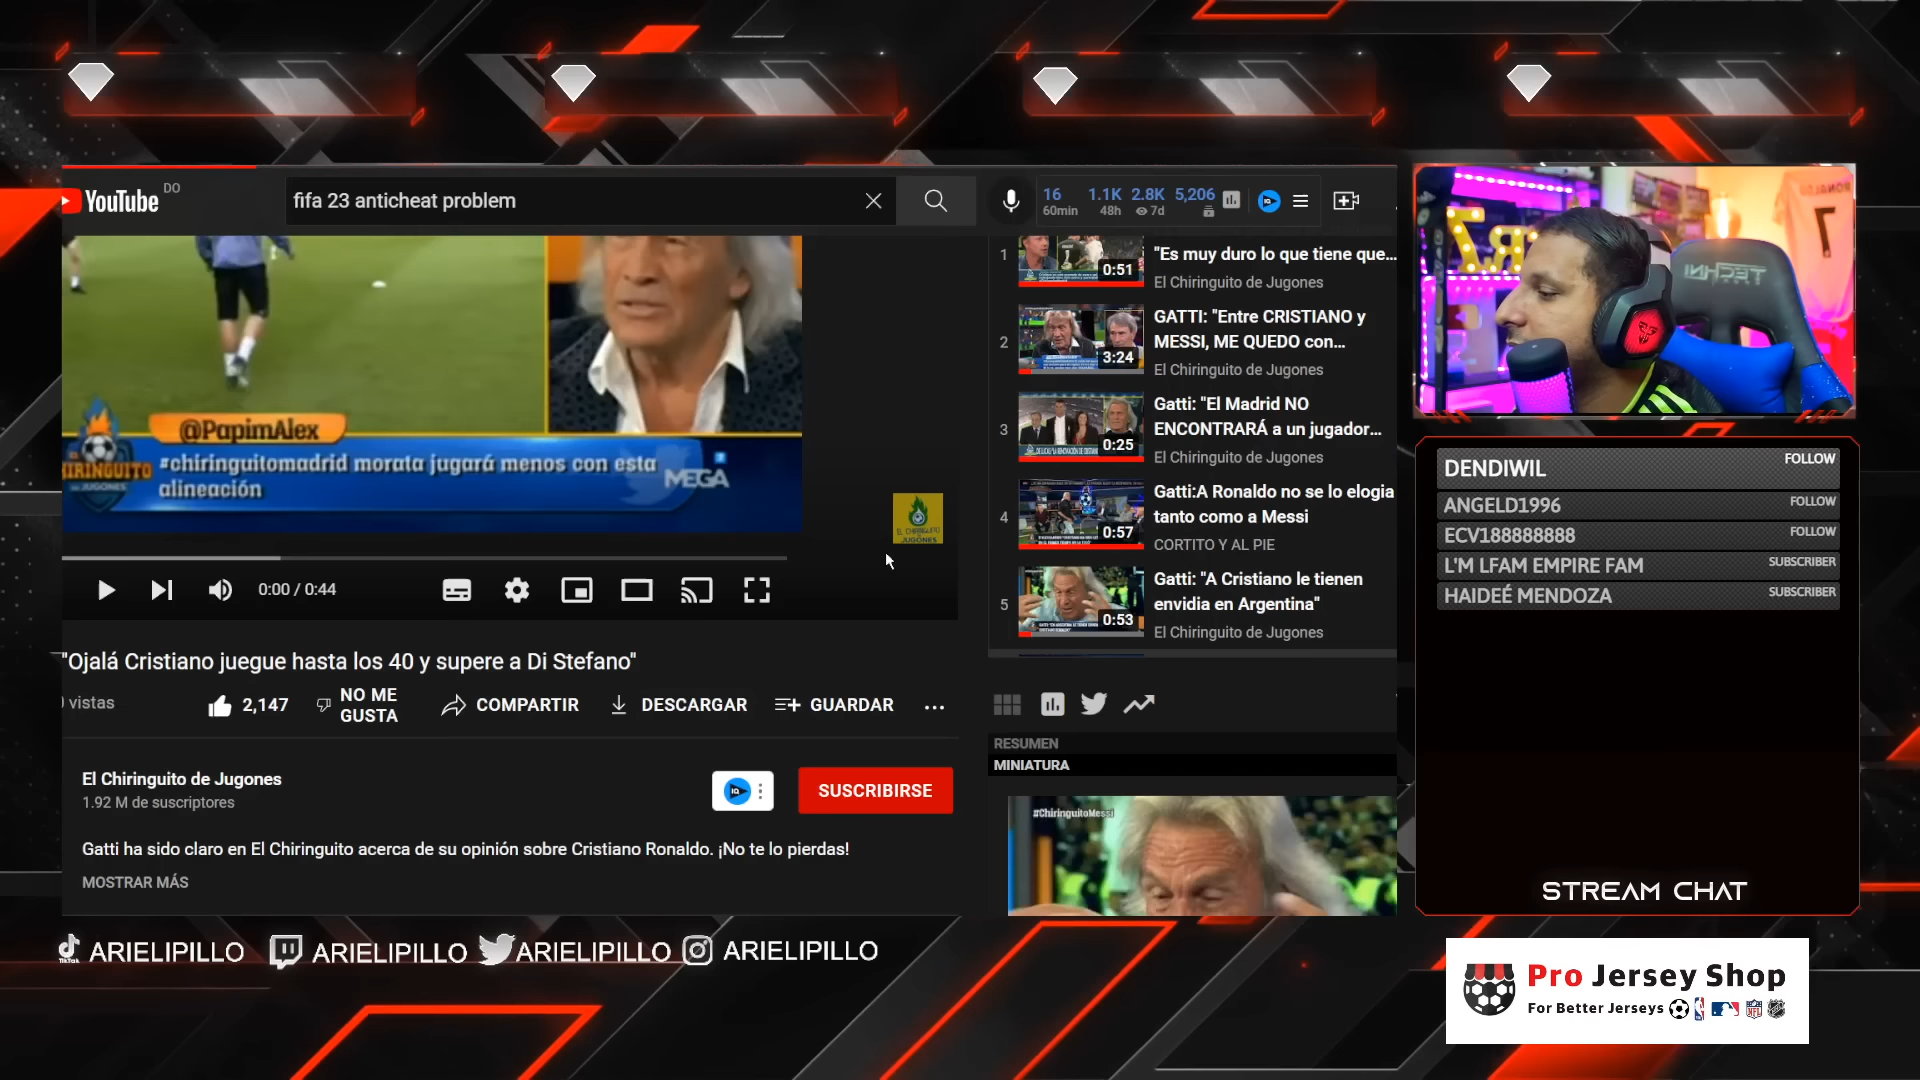 YouTube
DO
fifa 23 anticheat problem
16
60min
1.1K
48h
2.8K
7d
5,206
RONALDO
7
@PapimAlex
#chiringuitomadrid morata jugará menos con esta
alineación
MEGA
JUGONES
0:00 / 0:44
1
0:51
"Es muy duro lo que tiene que...
El Chiringuito de Jugones
2
3:24
GATTI: "Entre CRISTIANO y
MESSI, ME QUEDO con...
El Chiringuito de Jugones
3
0:25
Gatti: "El Madrid NO
ENCONTRARÁ a un jugador...
El Chiringuito de Jugones
4
0:57
Gatti:A Ronaldo no se lo elogia
tanto como a Messi
CORTITO Y AL PIE
5
0:53
Gatti: "A Cristiano le tienen
envidia en Argentina"
El Chiringuito de Jugones
"Ojalá Cristiano juegue hasta los 40 y supere a Di Stefano"
vistas
2,147
NO ME
GUSTA
COMPARTIR
DESCARGAR
GUARDAR
El Chiringuito de Jugones
1.92 M de suscriptores
IQ
SUSCRIBIRSE
Gatti ha sido claro en El Chiringuito acerca de su opinión sobre Cristiano Ronaldo. ¡No te lo pierdas!
MOSTRAR MÁS
RESUMEN
MINIATURA
#ChiringuitoMessi
DENDIWIL FOLLOW
ANGELD1996 FOLLOW
ECV188888888 FOLLOW
L'M LFAM EMPIRE FAM SUBSCRIBER
HAIDEÉ MENDOZA SUBSCRIBER
STREAM CHAT
TikTok
ARIELIPILLO
ARIELIPILLO
ARIELIPILLO
ARIELIPILLO
Pro Jersey Shop
For Better Jerseys